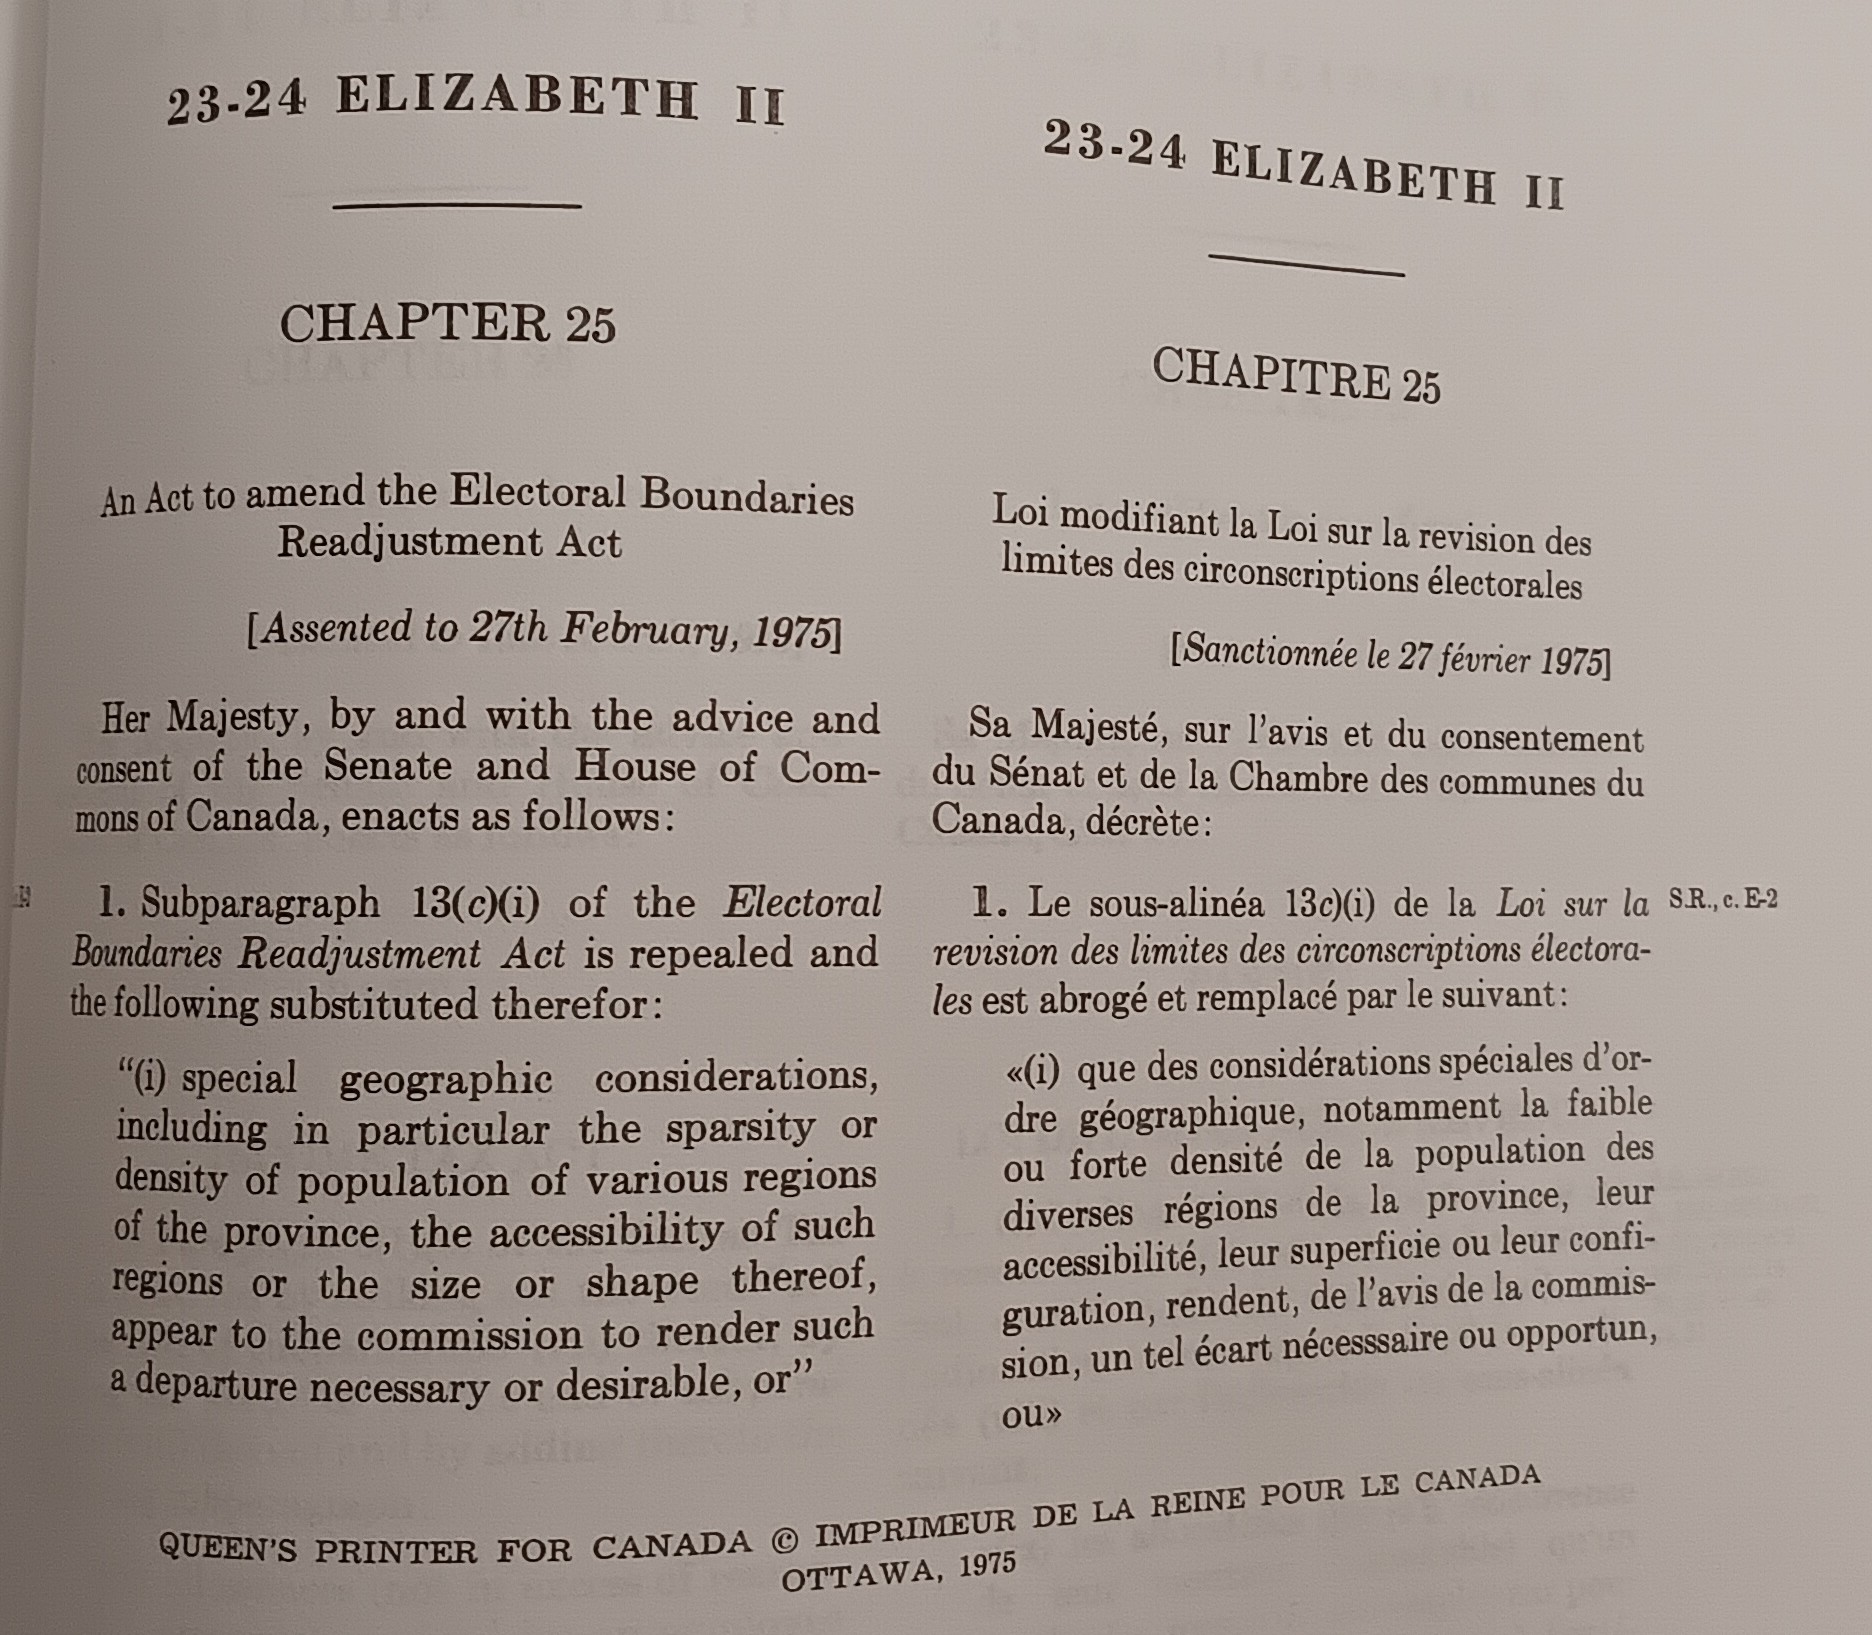 23-24 ELIZABETH II
CHAPTER 25
An Act to amend the Electoral Boundaries
Readjustment Act
[Assented to 27th February, 1975]
Her Majesty, by and with the advice and
consent of the Senate and House of Com-
mons of Canada, enacts as follows:
1. Subparagraph 13(c)(i) of the Electoral
Boundaries Readjustment Act is repealed and
the following substituted therefor:
“(i) special geographic considerations,
including in particular the sparsity or
density of population of various regions
of the province, the accessibility of such
regions or the size or shape thereof,
appear to the commission to render such
a departure necessary or desirable, or”
23-24 ELIZABETH II
CHAPITRE 25
Loi modifiant la Loi sur la revision des
limites des circonscriptions électorales
[Sanctionnée le 27 février 1975]
Sa Majesté, sur l'avis et du consentement
du Sénat et de la Chambre des communes du
Canada, décrète:
1. Le sous-alinéa 13c)(i) de la Loi sur la
S.R., c. E-2
revision des limites des circonscriptions électora-
les est abrogé et remplacé par le suivant:
«(i) que des considérations spéciales d'or-
dre géographique, notamment la faible
ou forte densité de la population des
diverses régions de la province, leur
accessibilité, leur superficie ou leur confi-
guration, rendent, de l'avis de la commis-
sion, un tel écart nécesssaire ou opportun,
ou»
QUEEN'S PRINTER FOR CANADA © IMPRIMEUR DE LA REINE POUR LE CANADA
OTTAWA, 1975